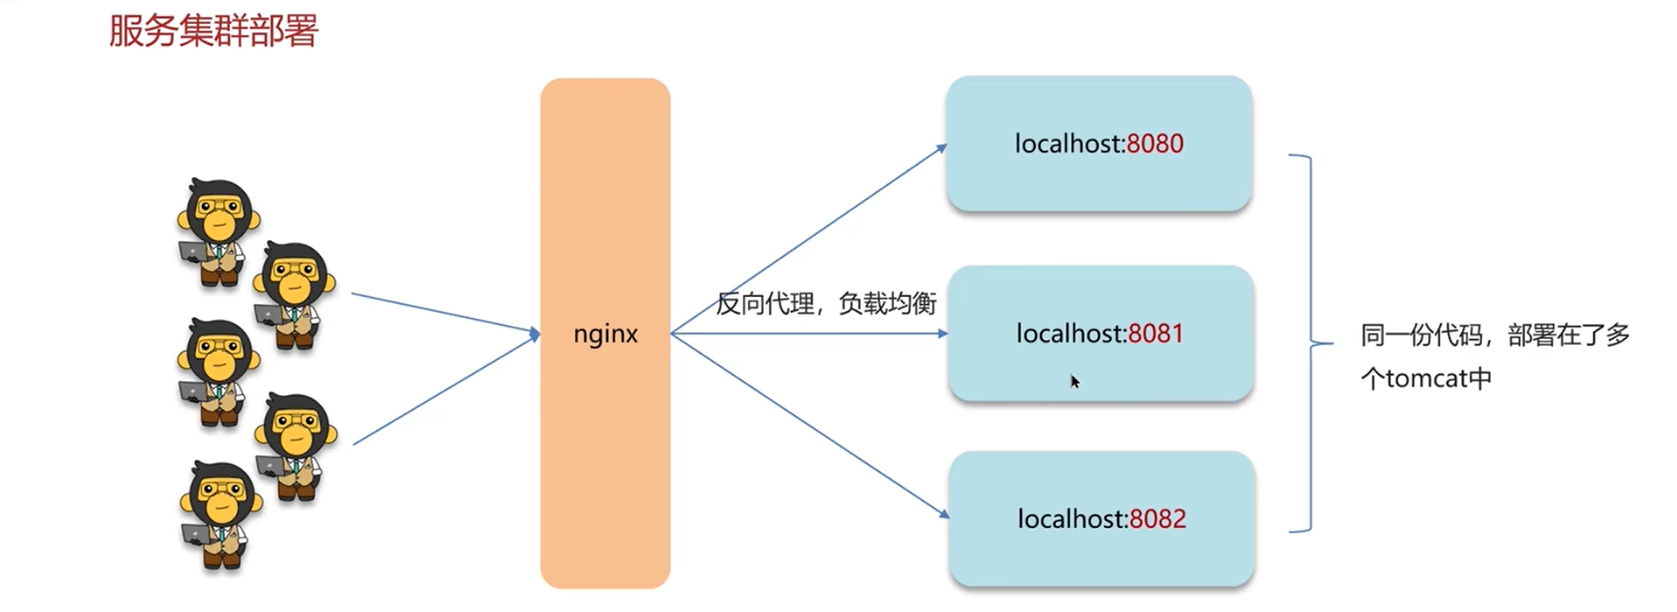 服务集群部署
localhost:8080
反向代理，负载均衡
nginx
localhost:8081
同一份代码，部署在了多
个tomcat中
localhost:8082